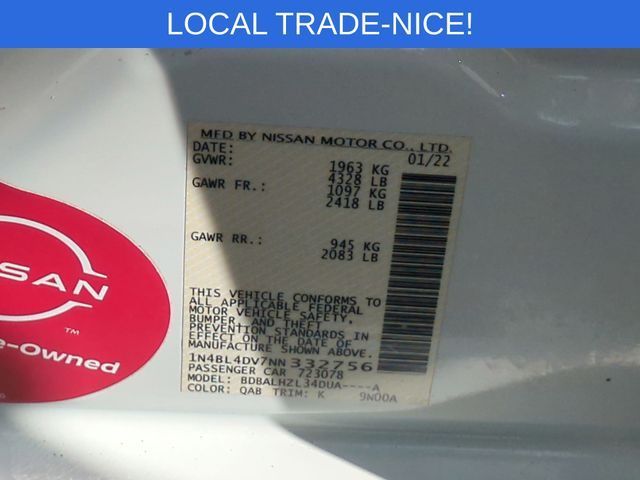 LOCAL TRADE-NICE!
MFD BY NISSAN MOTOR CO., LTD.
DATE: 01/22
GVWR: 1963 KG
4328 LB
GAWR FR.: 1097 KG
2418 LB
GAWR RR.: 945 KG
2083 LB
THIS VEHICLE CONFORMS TO
ALL APPLICABLE FEDERAL
MOTOR VEHICLE SAFETY,
BUMPER, AND THEFT
PREVENTION STANDARDS IN
EFFECT ON THE DATE OF
MANUFACTURE SHOWN ABOVE.
1N4BL4DV7NN332756
PASSENGER CAR 723078
MODEL: BDBALHZL34DUA----A
COLOR: QAB TRIM: K 9N00A
SSAN
TM
e-Owned